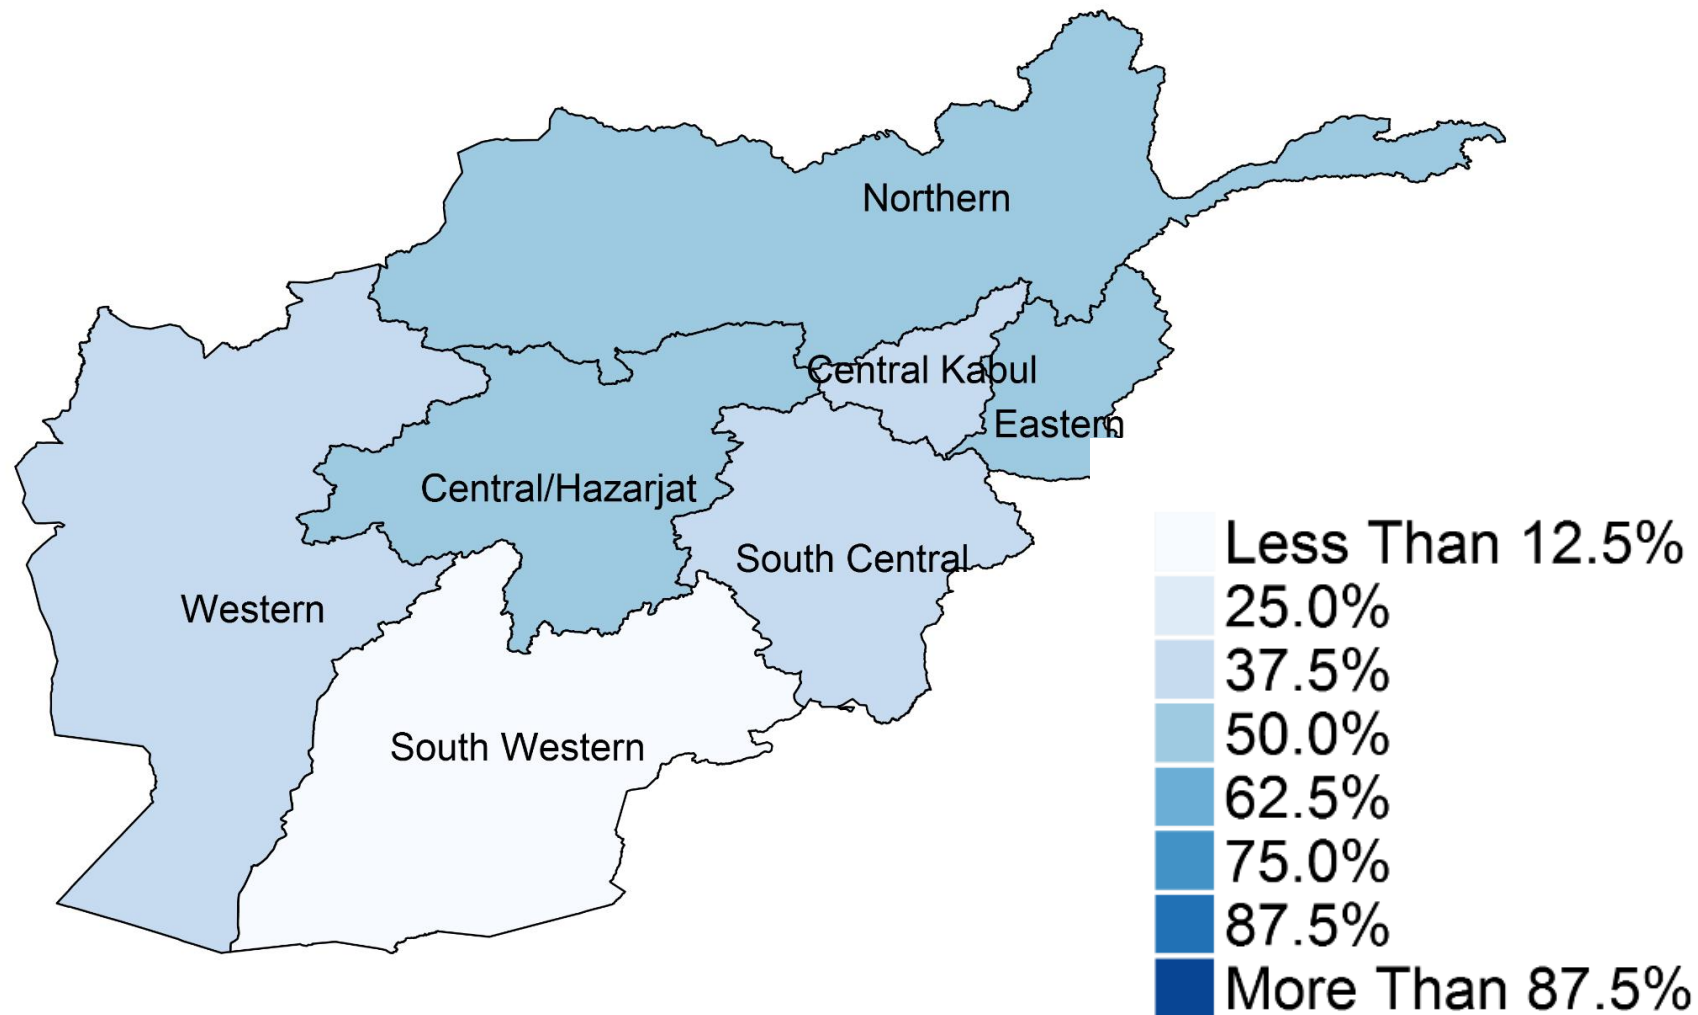 Northern
Central Kabul
Eastern
Central/Hazarjat
South Central
Western
South Western
Less Than 12.5%
25.0%
37.5%
50.0%
62.5%
75.0%
87.5%
More Than 87.5%